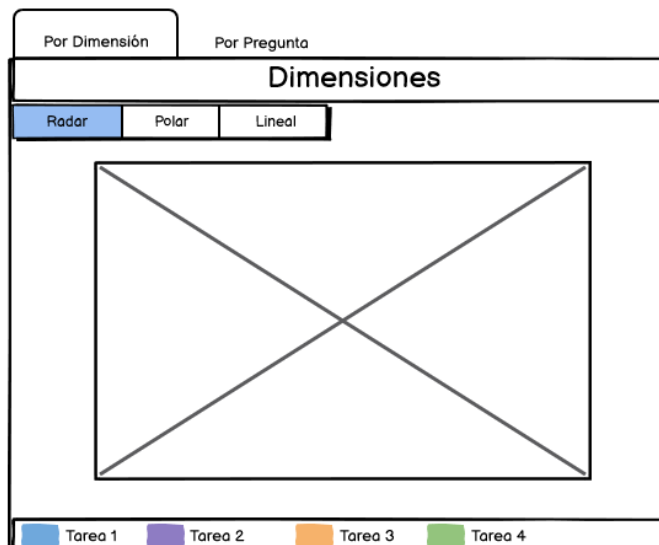 Por Dimensión Por Pregunta
Dimensiones
Radar Polar Lineal
Tarea 1 Tarea 2 Tarea 3 Tarea 4